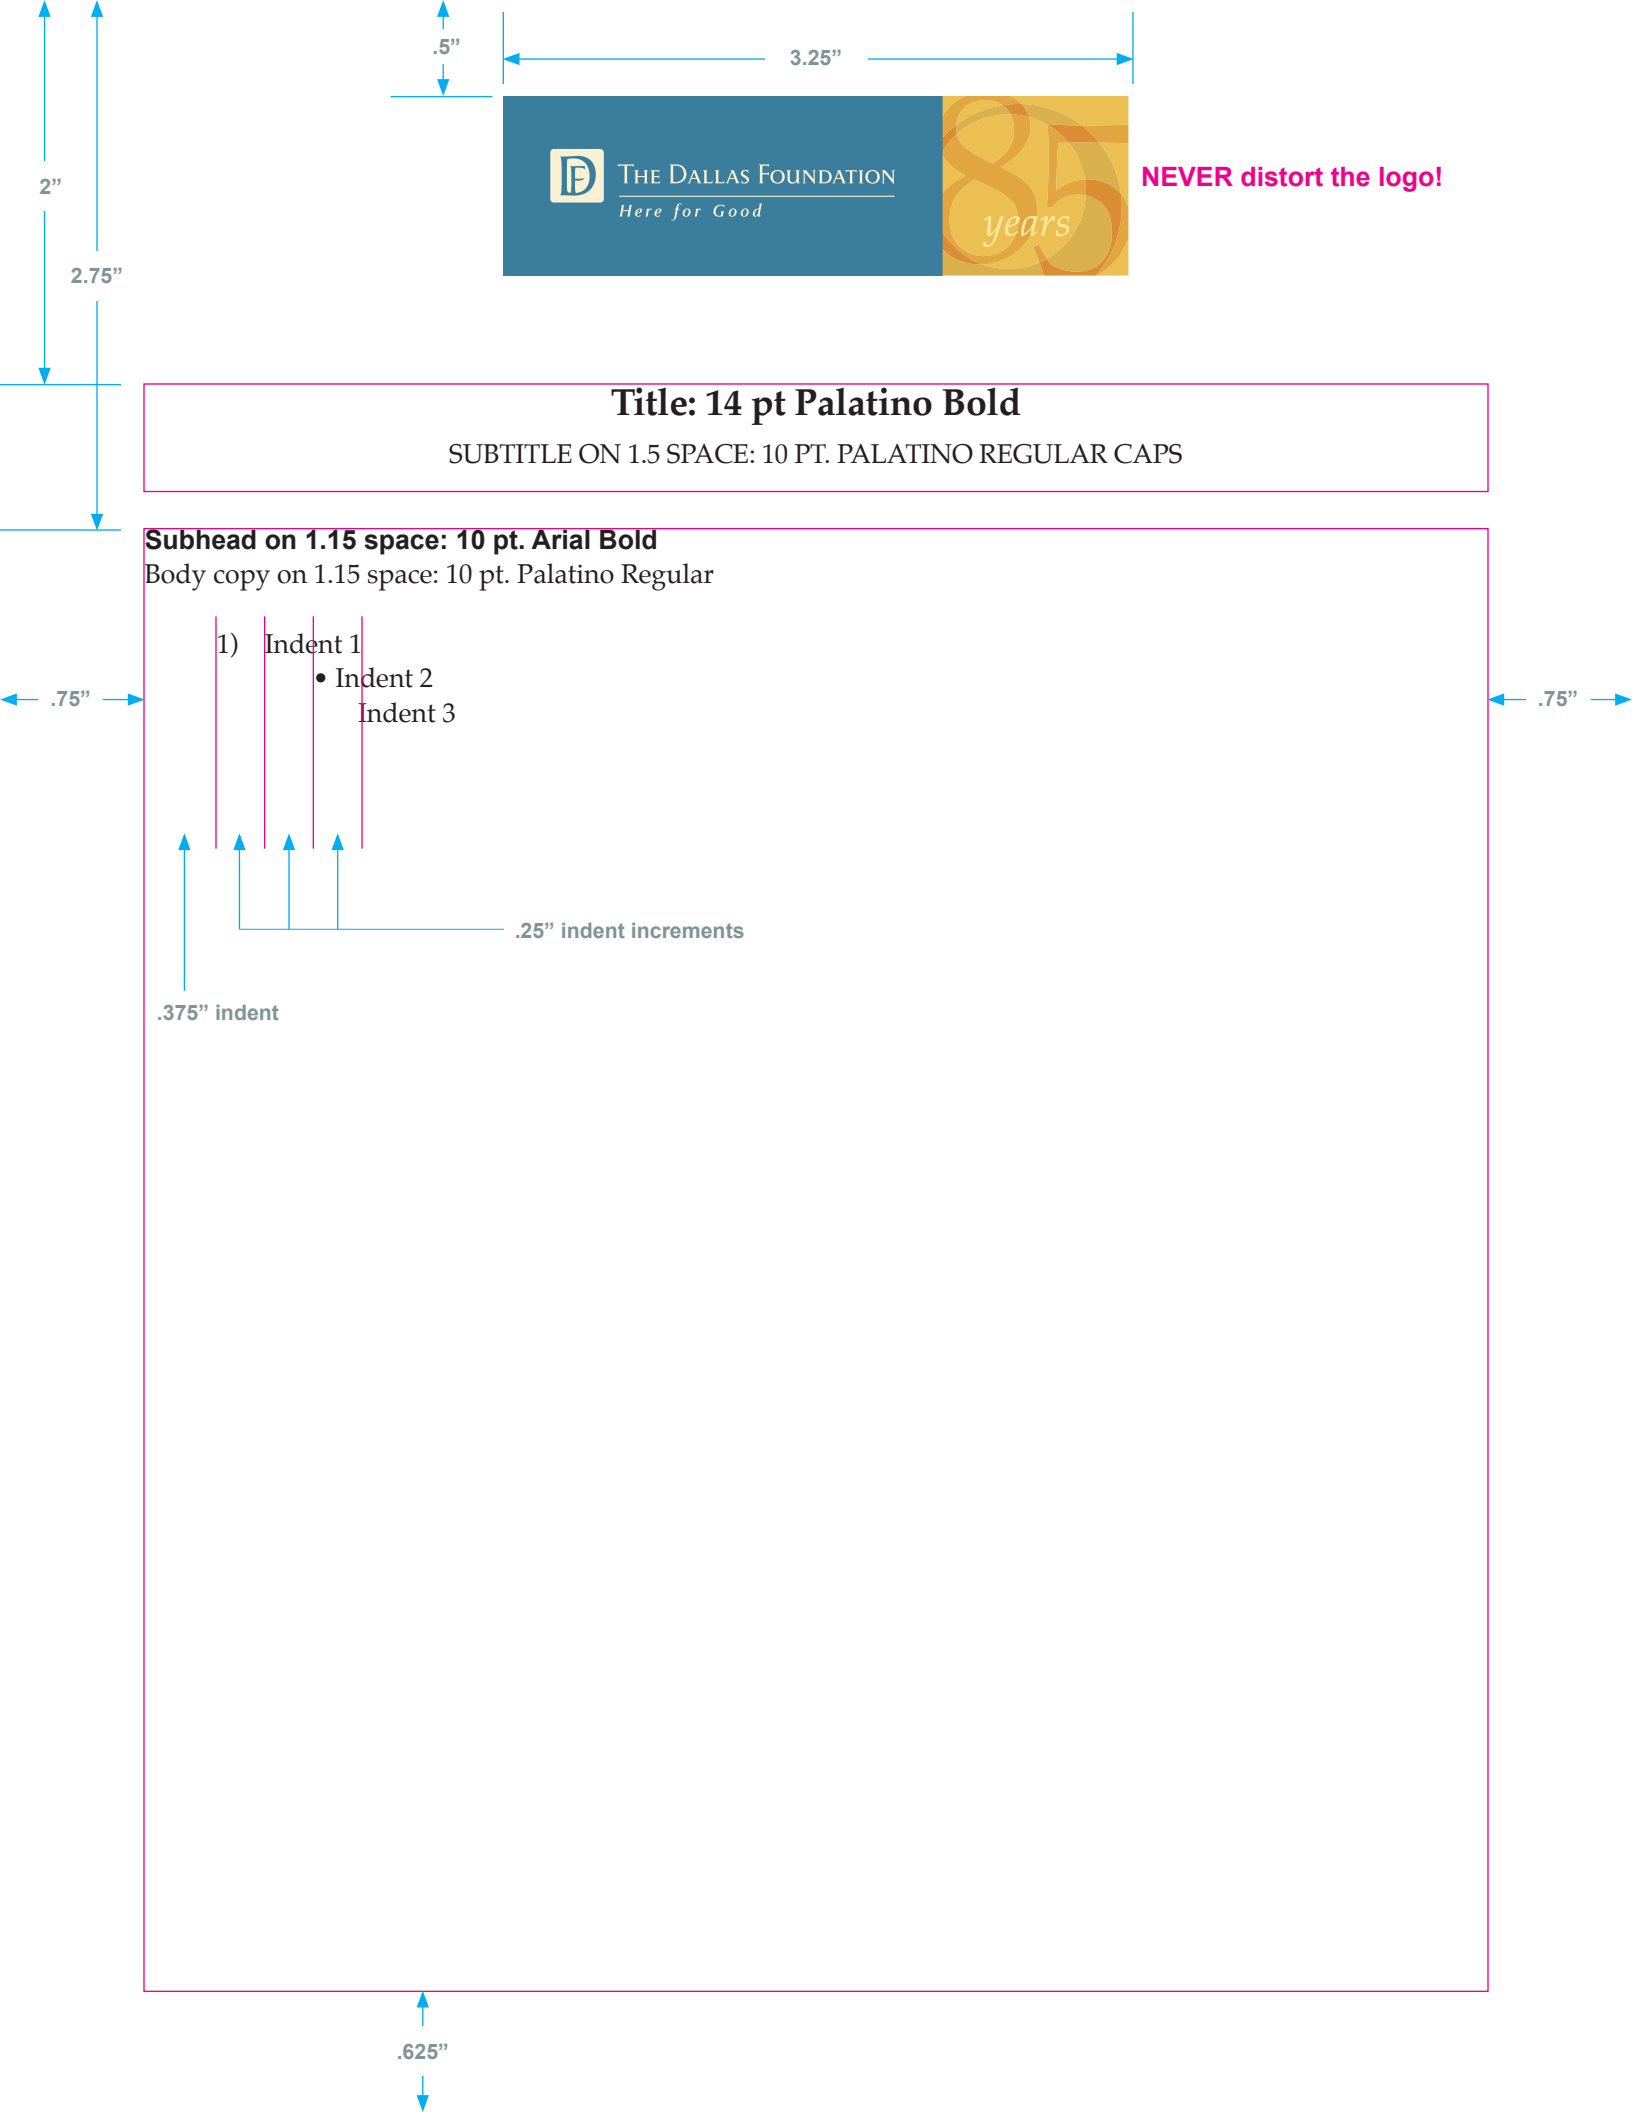 .5”
3.25”
THE DALLAS FOUNDATION
Here for Good
85
years
NEVER distort the logo!
2”
2.75”
Title: 14 pt Palatino Bold
SUBTITLE ON 1.5 SPACE: 10 PT. PALATINO REGULAR CAPS
Subhead on 1.15 space: 10 pt. Arial Bold
Body copy on 1.15 space: 10 pt. Palatino Regular
1) Indent 1
• Indent 2
Indent 3
.75”
.75”
.25” indent increments
.375” indent
.625”